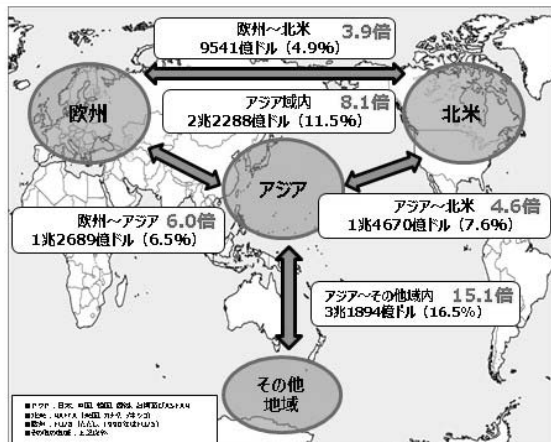 欧州～北米 3.9倍
9541億ドル（4.9%）
欧州
アジア域内 8.1倍
2兆2288億ドル（11.5%）
北米
アジア
欧州～アジア 6.0倍
1兆2689億ドル（6.5%）
アジア～北米 4.6倍
1兆4670億ドル（7.6%）
アジア～その他域内 15.1倍
3兆1894億ドル（16.5%）
その他
地域